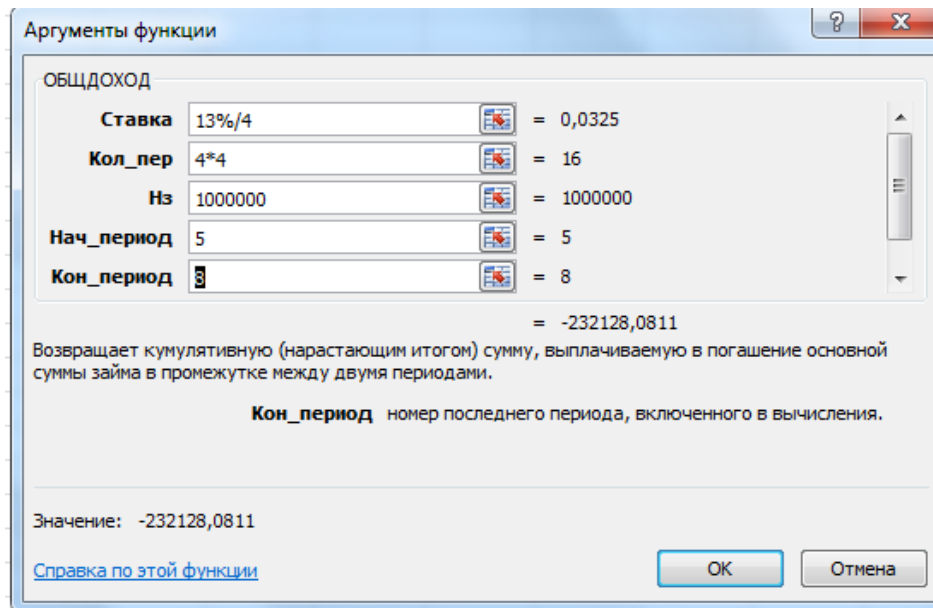 Аргументы функции
ОБЩДОХОД
Ставка 13%/4 = 0,0325
Кол_пер 4*4 = 16
Нз 1000000 = 1000000
Нач_период 5 = 5
Кон_период 8 = 8
= -232128,0811
Возвращает кумулятивную (нарастающим итогом) сумму, выплачиваемую в погашение основной
суммы займа в промежутке между двумя периодами.
Кон_период номер последнего периода, включенного в вычисления.
Значение: -232128,0811
Справка по этой функции
ОК
Отмена